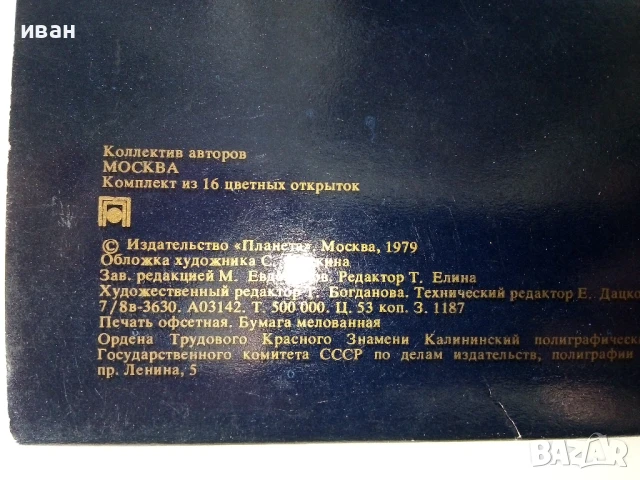 иван
Коллектив авторов
МОСКВА
Комплект из 16 цветных открыток
© Издательство «Планета». Москва, 1979
Обложка художника С.
Зав. редакцией М. Редактор Т. Елина
Художественный редактор Г. Богданова. Технический редактор Е. Дацко
7/8в-3630. А03142. Т. 500 000. Ц. 53 коп. З. 1187
Печать офсетная. Бумага мелованная
Ордена Трудового Красного Знамени Калининский полиграфическ
Государственного комитета СССР по делам издательств, полиграфии
пр. Ленина, 5
BAZAR